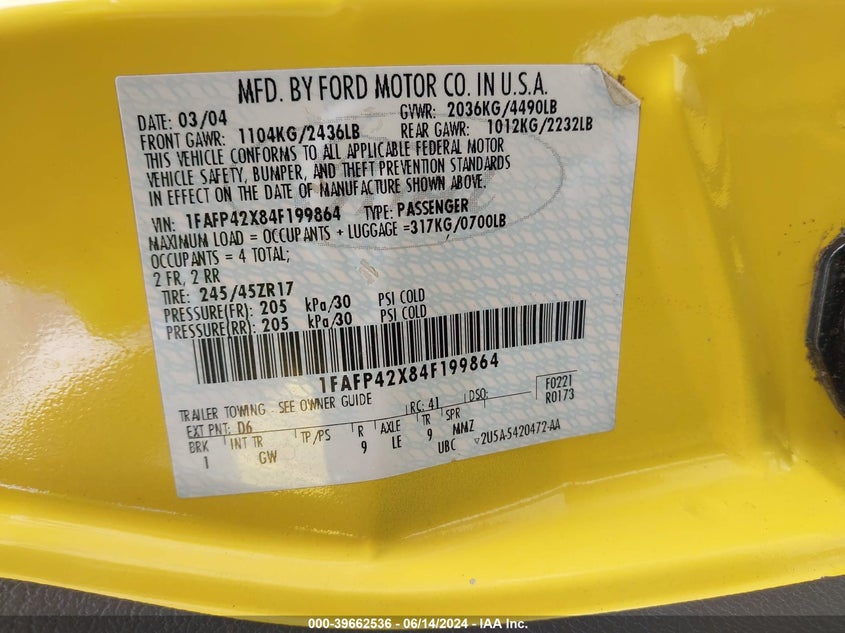 MFD. BY FORD MOTOR CO. IN U.S.A.
DATE: 03/04 GVWR: 2036KG/4490LB
FRONT GAWR: 1104KG/2436LB REAR GAWR: 1012KG/2232LB
THIS VEHICLE CONFORMS TO ALL APPLICABLE FEDERAL MOTOR
VEHICLE SAFETY, BUMPER, AND THEFT PREVENTION STANDARDS
IN EFFECT ON THE DATE OF MANUFACTURE SHOWN ABOVE.
VIN: 1FAFP42X84F199864 TYPE: PASSENGER
MAXIMUM LOAD = OCCUPANTS + LUGGAGE =317KG/0700LB
OCCUPANTS = 4 TOTAL;
2 FR, 2 RR
TIRE: 245/45ZR17
PRESSURE(FR): 205 kPa/30 PSI COLD
PRESSURE(RR): 205 kPa/30 PSI COLD
1FAFP42X84F199864
TRAILER TOWING - SEE OWNER GUIDE F0221
EXT PNT: D6 RC: 41 DSO: R0173
BRK INT TR TP/PS R AXLE TR SPR
1 GW 9 LE 9 MMZ
UBC ▽2U5A-5420472-AA
000-39662536 - 06/14/2024 - IAA Inc.